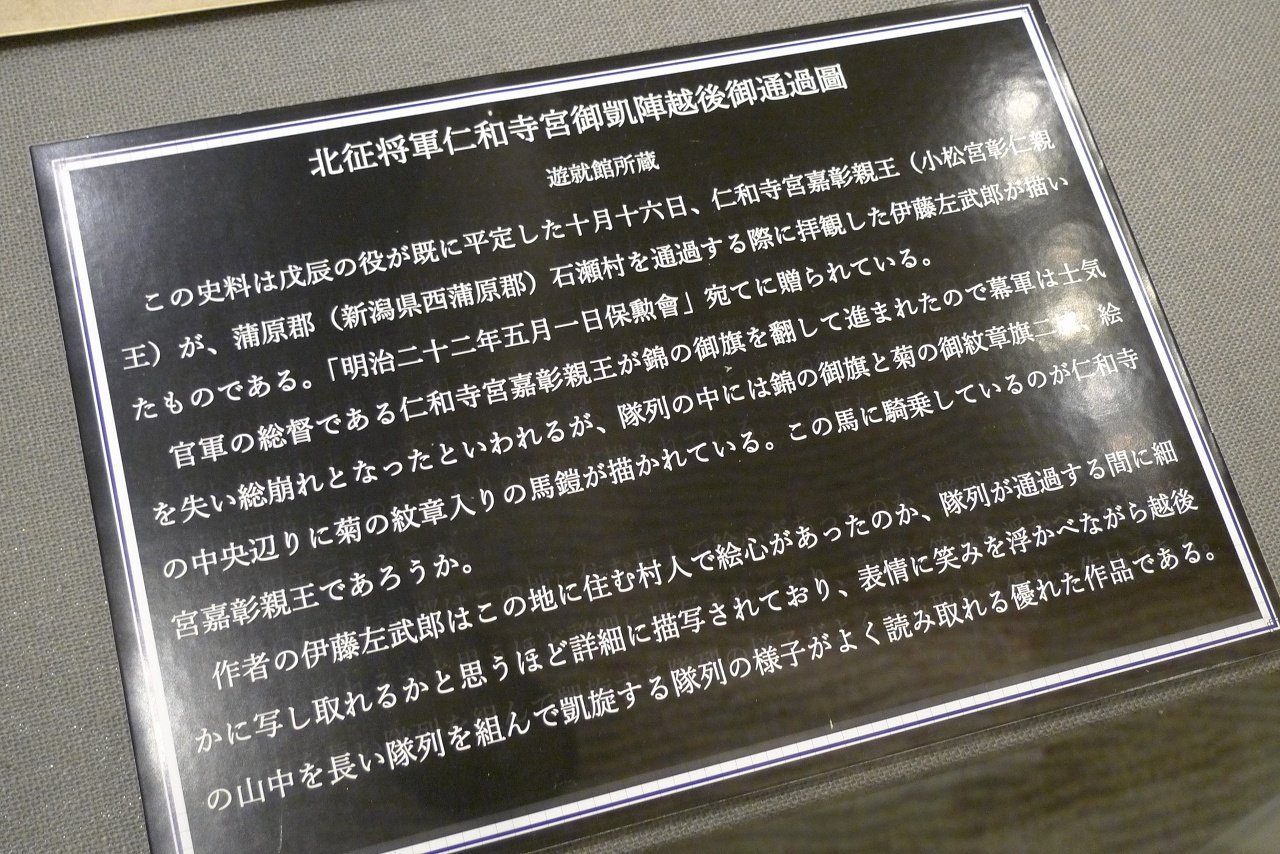 北征将軍仁和寺宮御凱陣越後御通過圖
遊就館所蔵
この史料は戊辰の役が既に平定した十月十六日、仁和寺宮嘉彰親王（小松宮彰仁親
王）が、蒲原郡（新潟県西蒲原郡）石瀬村を通過する際に拝観した伊藤左武郎が描い
たものである。「明治二十二年五月一日保勲會」宛てに贈られている。
官軍の総督である仁和寺宮嘉彰親王が錦の御旗を翻して進まれたので幕軍は士気
を失い総崩れとなったといわれるが、隊列の中には錦の御旗と菊の御紋章旗二、絵
の中央辺りに菊の紋章入りの馬鎧が描かれている。この馬に騎乗しているのが仁和寺
宮嘉彰親王であろうか。
作者の伊藤左武郎はこの地に住む村人で絵心があったのか、隊列が通過する間に細
かに写し取れるかと思うほど詳細に描写されており、表情に笑みを浮かべながら越後
の山中を長い隊列を組んで凱旋する隊列の様子がよく読み取れる優れた作品である。